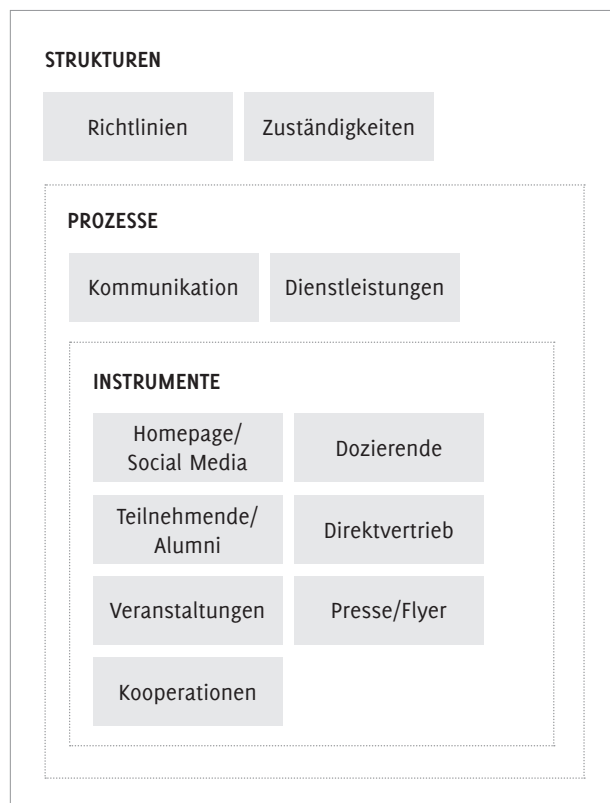 STRUKTUREN
Richtlinien
Zuständigkeiten
PROZESSE
Kommunikation
Dienstleistungen
INSTRUMENTE
Homepage/
Social Media
Dozierende
Teilnehmende/
Alumni
Direktvertrieb
Veranstaltungen
Presse/Flyer
Kooperationen